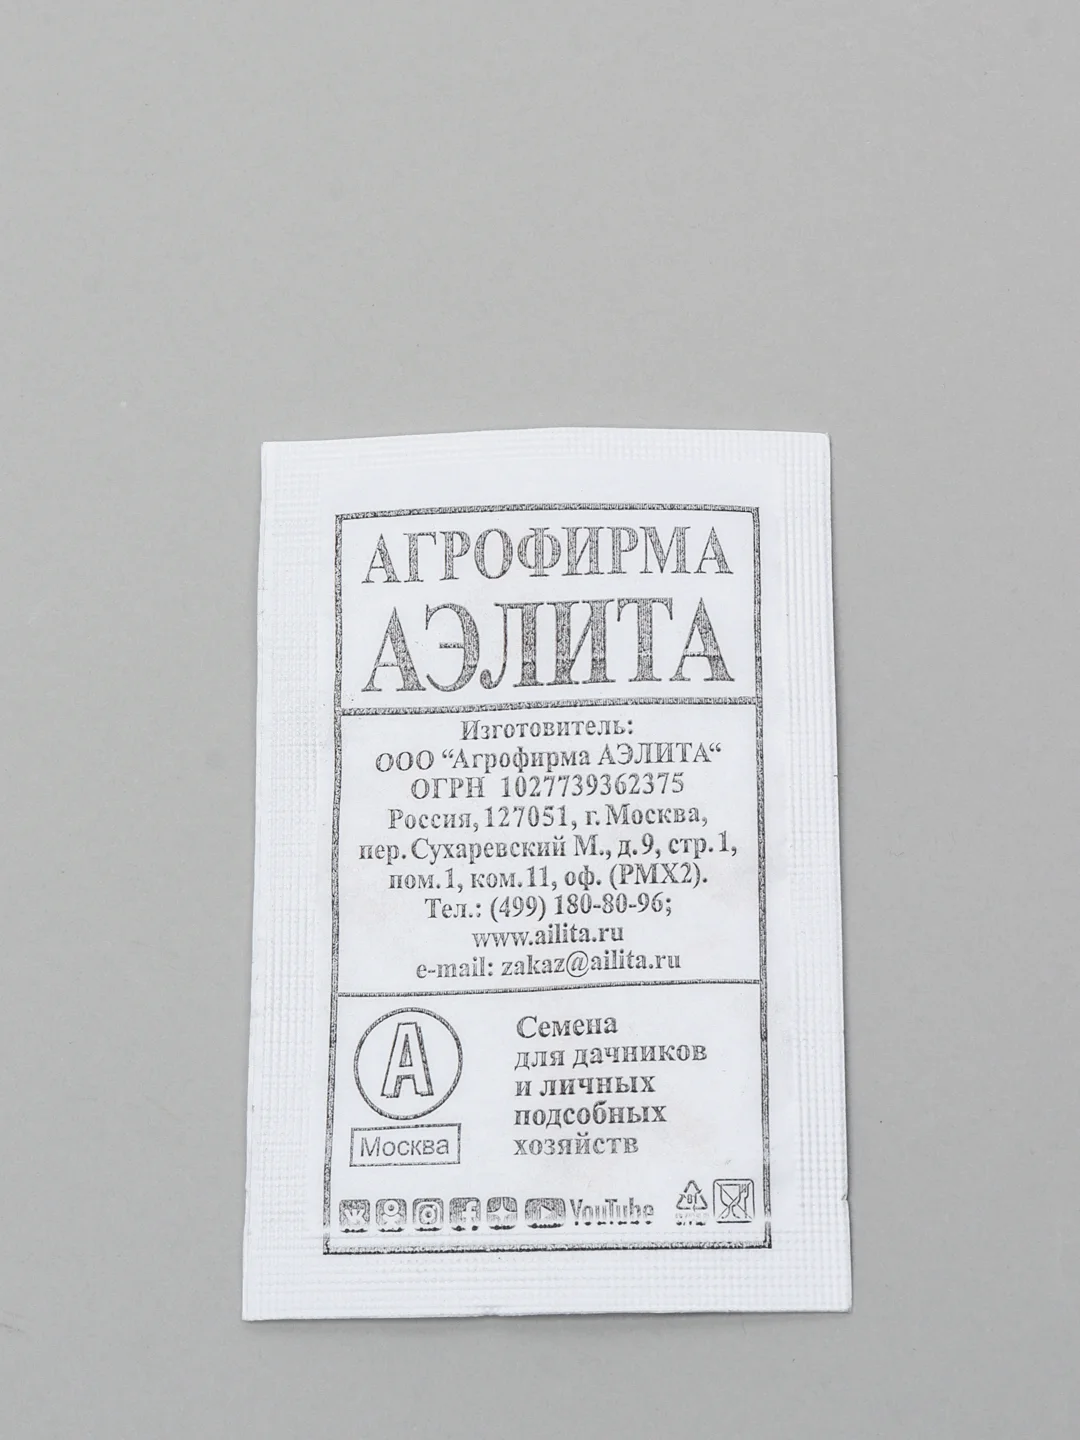 АГРОФИРМА
АЭЛИТА
Изготовитель:
ООО “Агрофирма АЭЛИТА“
ОГРН 1027739362375
Россия, 127051, г. Москва,
пер. Сухаревский М., д. 9, стр. 1,
пом. 1, ком. 11, оф. (РМХ2).
Тел.: (499) 180-80-96;
www.ailita.ru
e-mail: zakaz@ailita.ru
А
Москва
Семена
для дачников
и личных
подсобных
хозяйств
YouTube